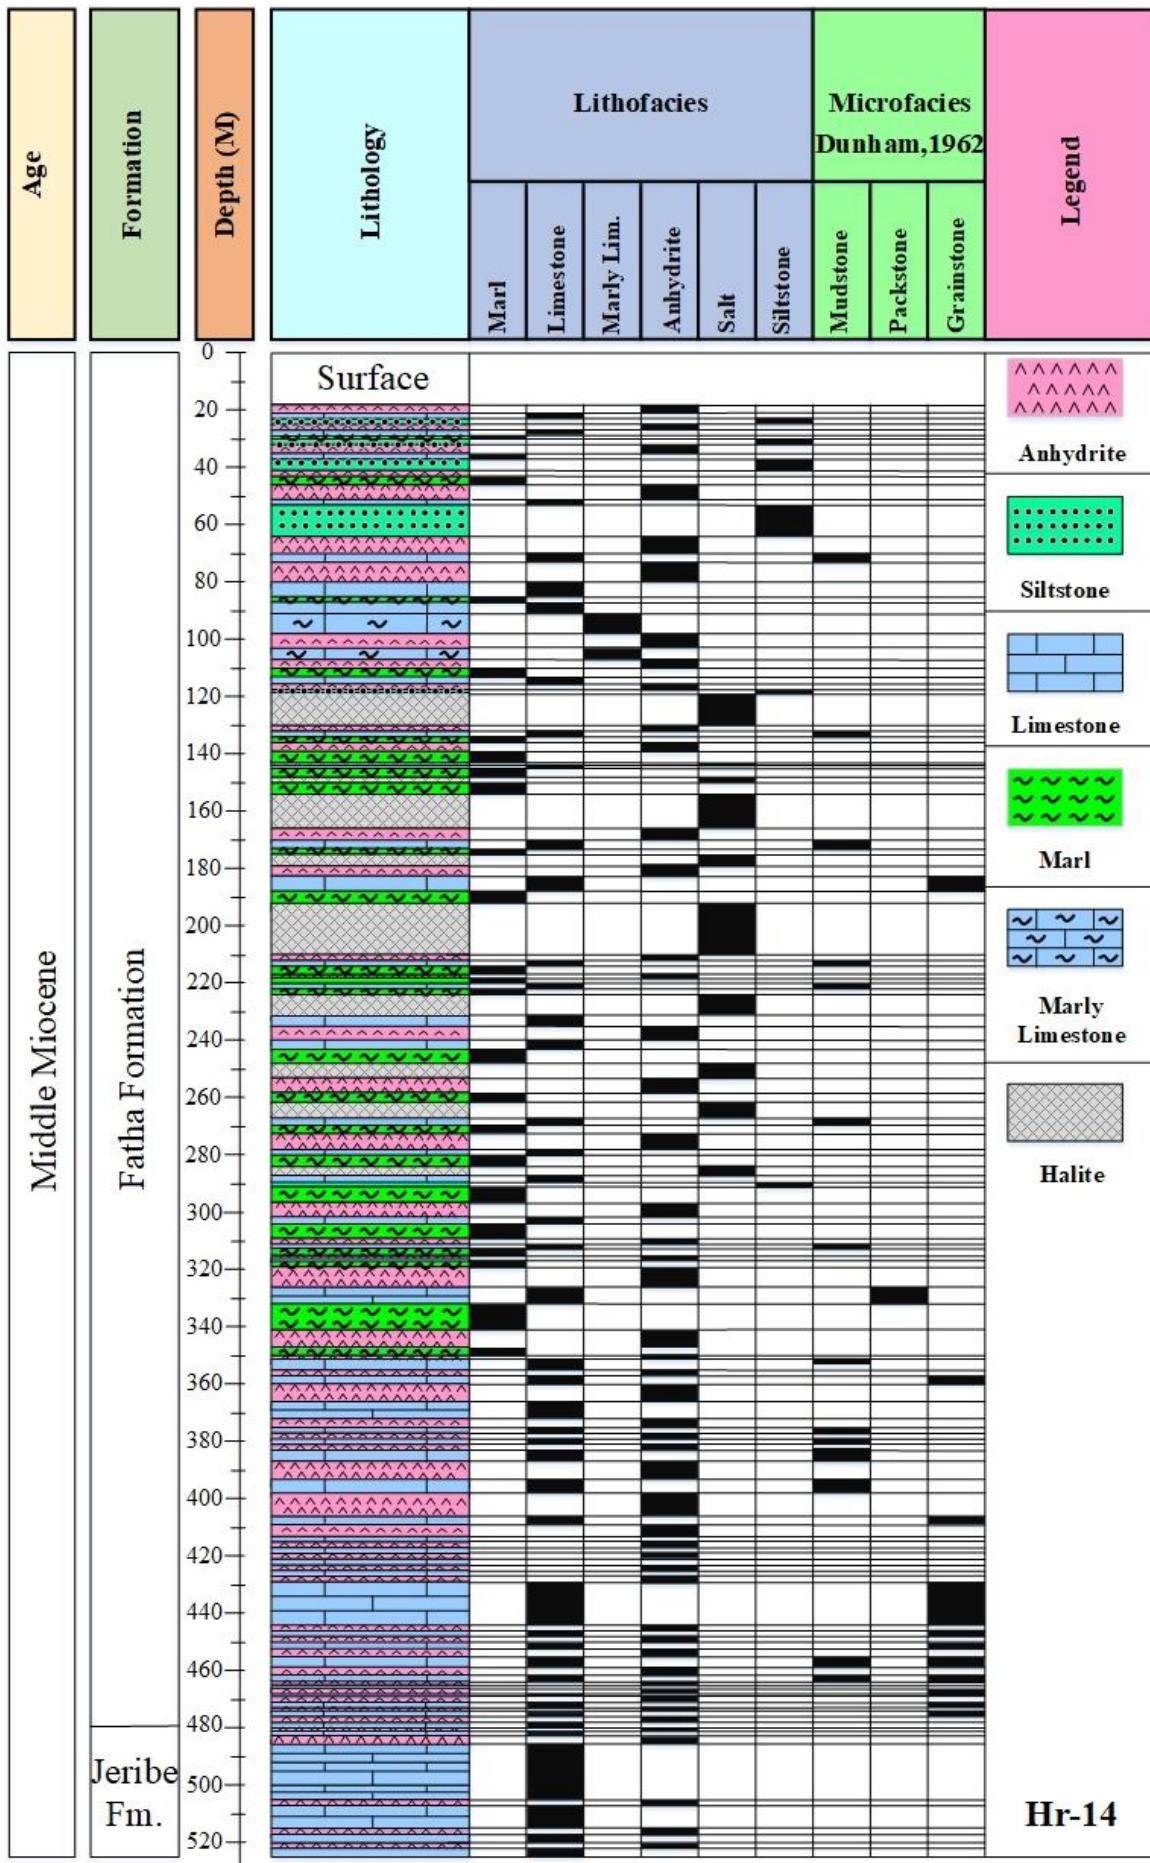 Age
Formation
Depth (M)
Lithology
Lithofacies
Microfacies
Dunham,1962
Legend
Marl
Limestone
Marly Lim.
Anhydrite
Salt
Siltstone
Mudstone
Packstone
Grainstone
Middle Miocene
Fatha Formation
Jeribe
Fm.
0
20
40
60
80
100
120
140
160
180
200
220
240
260
280
300
320
340
360
380
400
420
440
460
480
500
520
Surface
Anhydrite
Siltstone
Limestone
Marl
Marly
Limestone
Halite
Hr-14